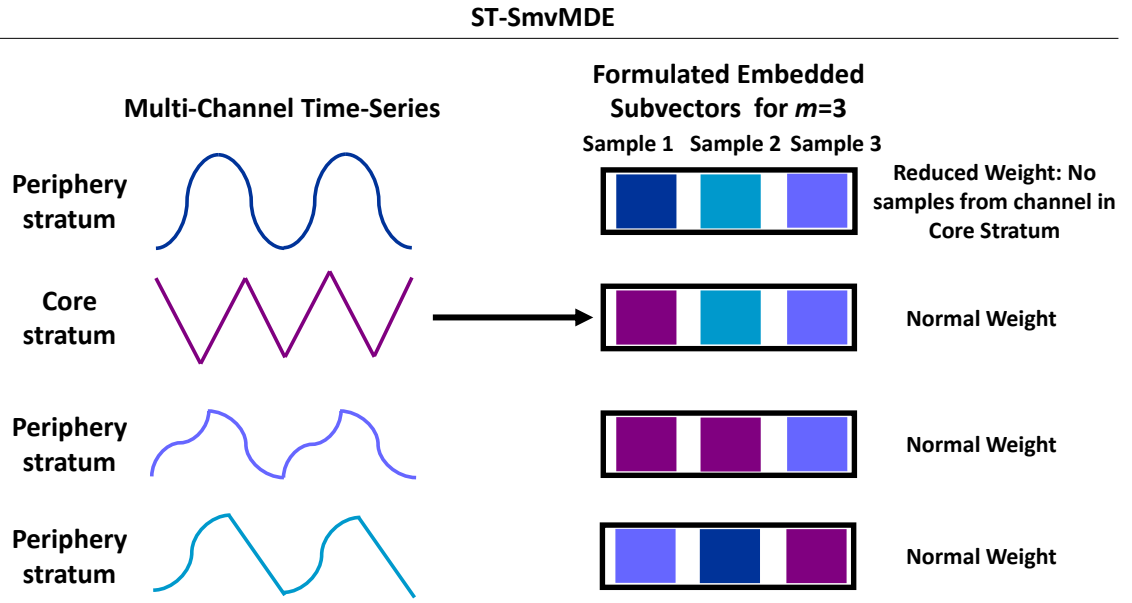 ST-SmvMDE
Multi-Channel Time-Series
Formulated Embedded
Subvectors for m=3
Sample 1 Sample 2 Sample 3
Periphery
stratum
Reduced Weight: No
samples from channel in
Core Stratum
Core
stratum
Normal Weight
Periphery
stratum
Normal Weight
Periphery
stratum
Normal Weight